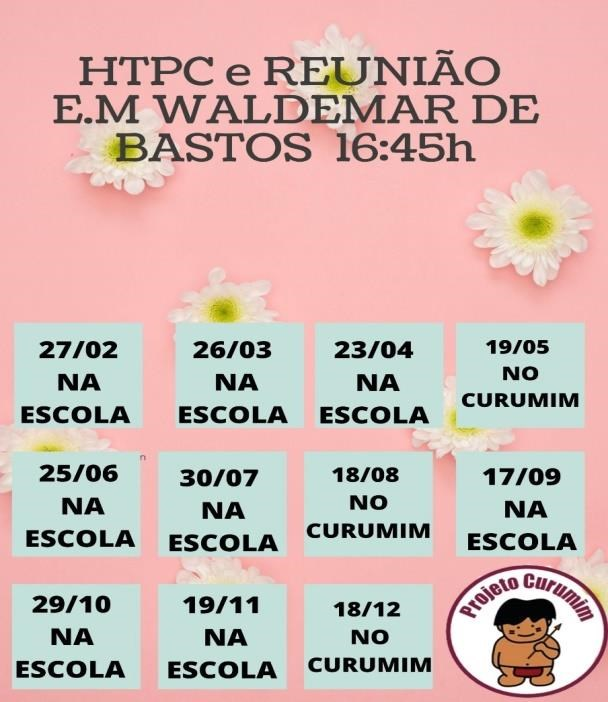 HTPC e REUNIÃO
E.M WALDEMAR DE
BASTOS 16:45h
27/02
NA
ESCOLA
26/03
NA
ESCOLA
23/04
NA
ESCOLA
19/05
NO
CURUMIM
25/06
NA
ESCOLA
30/07
NA
ESCOLA
18/08
NO
CURUMIM
17/09
NA
ESCOLA
29/10
NA
ESCOLA
19/11
NA
ESCOLA
18/12
NO
CURUMIM
Projeto Curumim